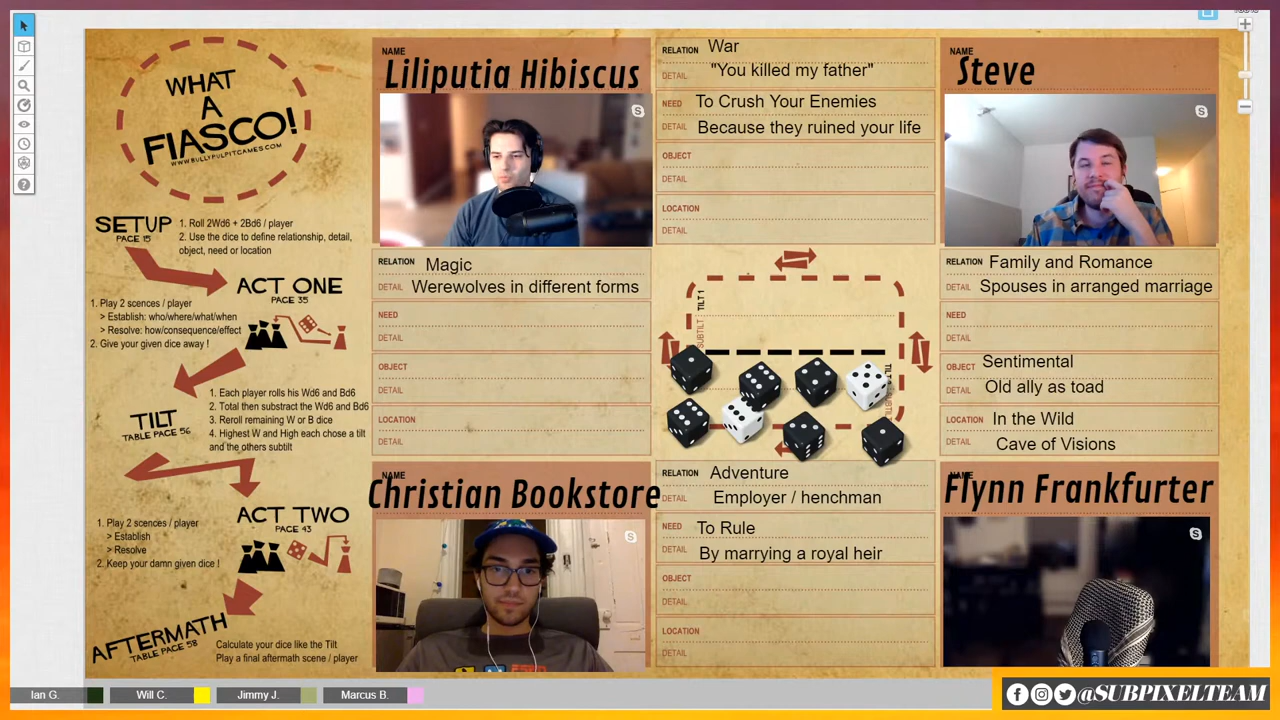 WHAT
A
FIASCO!
WWW.BULLYPULPITGAMES.COM
SETUP
PAGE 15
1. Roll 2Wd6 + 2Bd6 / player
2. Use the dice to define relationship, detail,
object, need or location
ACT ONE
PAGE 35
1. Play 2 scences / player
> Establish: who/where/what/when
> Resolve: how/consequence/effect
2. Give your given dice away !
TILT
TABLE PAGE 56
1. Each player rolls his Wd6 and Bd6
2. Total then substract the Wd6 and Bd6
3. Reroll remaining W or B dice
4. Highest W and High each chose a tilt
and the others subtilt
ACT TWO
PAGE 43
1. Play 2 scences / player
> Establish
> Resolve
2. Keep your damn given dice !
AFTERMATH
TABLE PAGE 58
Calculate your dice like the Tilt
Play a final aftermath scene / player
NAME
Liliputia Hibiscus
RELATION War
DETAIL "You killed my father"
NEED To Crush Your Enemies
DETAIL Because they ruined your life
OBJECT
DETAIL
LOCATION
DETAIL
NAME
Steve
RELATION Magic
DETAIL Werewolves in different forms
NEED
DETAIL
OBJECT
DETAIL
LOCATION
DETAIL
TILT 1
SUBTILT
RELATION Family and Romance
DETAIL Spouses in arranged marriage
NEED
DETAIL
OBJECT Sentimental
DETAIL Old ally as toad
LOCATION In the Wild
DETAIL Cave of Visions
NAME
Christian Bookstore
RELATION Adventure
DETAIL Employer / henchman
NEED To Rule
DETAIL By marrying a royal heir
OBJECT
DETAIL
LOCATION
DETAIL
NAME
Flynn Frankfurter
Ian G.
Will C.
Jimmy J.
Marcus B.
@SUBPIXELTEAM